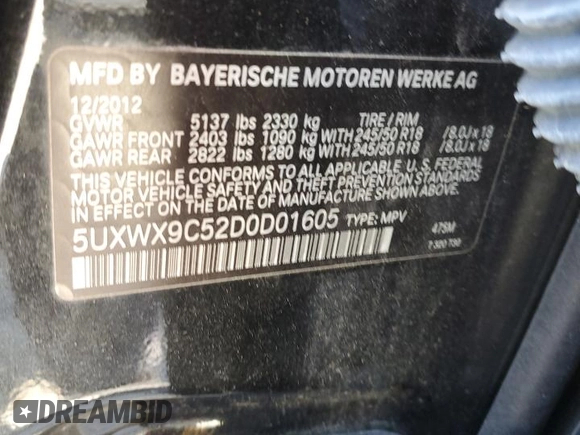 MFD BY BAYERISCHE MOTOREN WERKE AG
12/2012
GVWR 5137 lbs 2330 kg TIRE / RIM
GAWR FRONT 2403 lbs 1090 kg WITH 245/50 R18 /8.0J x 18
GAWR REAR 2822 lbs 1280 kg WITH 245/50 R18 /8.0J x 18
THIS VEHICLE CONFORMS TO ALL APPLICABLE U.S. FEDERAL
MOTOR VEHICLE SAFETY AND THEFT PREVENTION STANDARDS
IN EFFECT ON THE DATE OF MANUFACTURE SHOWN ABOVE.
5UXWX9C52D0D01605 TYPE: MPV 475M
7 320 730
DREAMBID